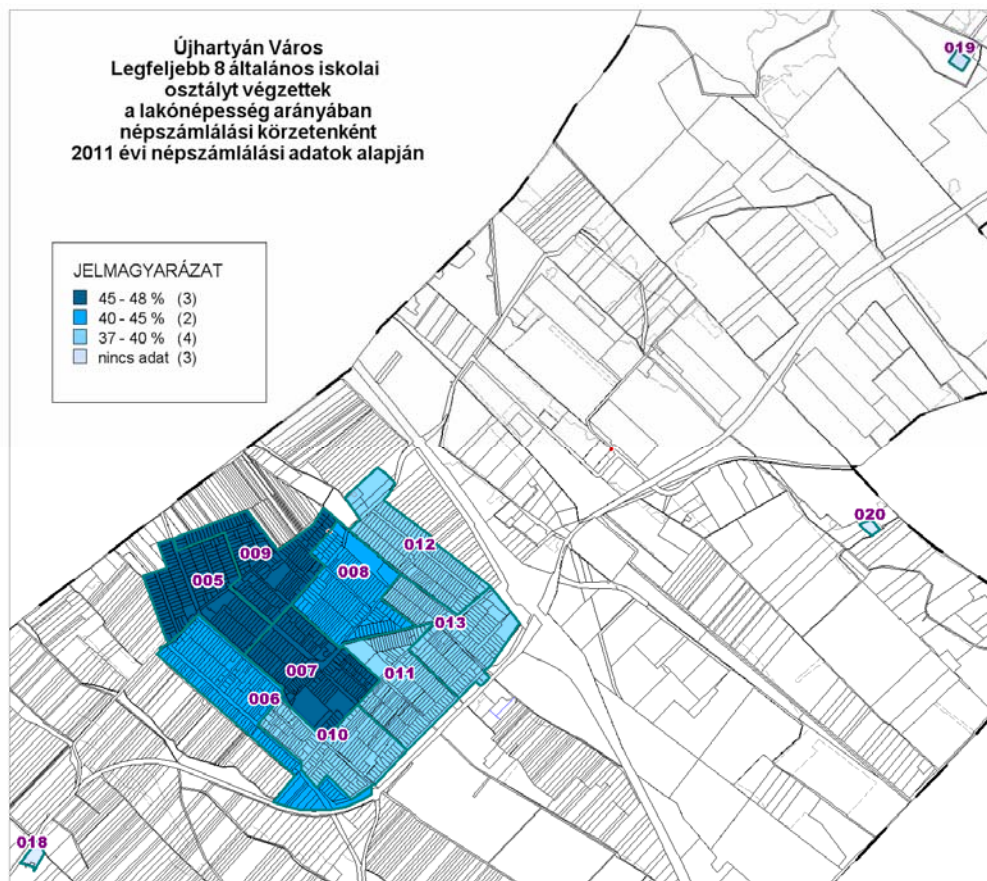 Újhartyán Város
Legfeljebb 8 általános iskolai
osztályt végzettek
a lakónépesség arányában
népszámlálási körzetenként
2011 évi népszámlálási adatok alapján
019
JELMAGYARÁZAT
45 - 48 % (3)
40 - 45 % (2)
37 - 40 % (4)
nincs adat (3)
020
012
009
008
005
013
007
011
006
010
018